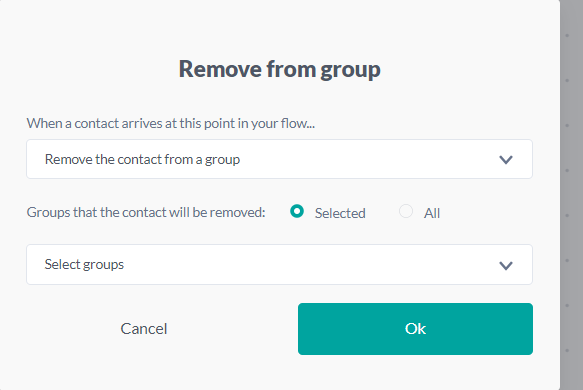 Remove from group
When a contact arrives at this point in your flow...
Remove the contact from a group
Groups that the contact will be removed: Selected All
Select groups
Cancel Ok